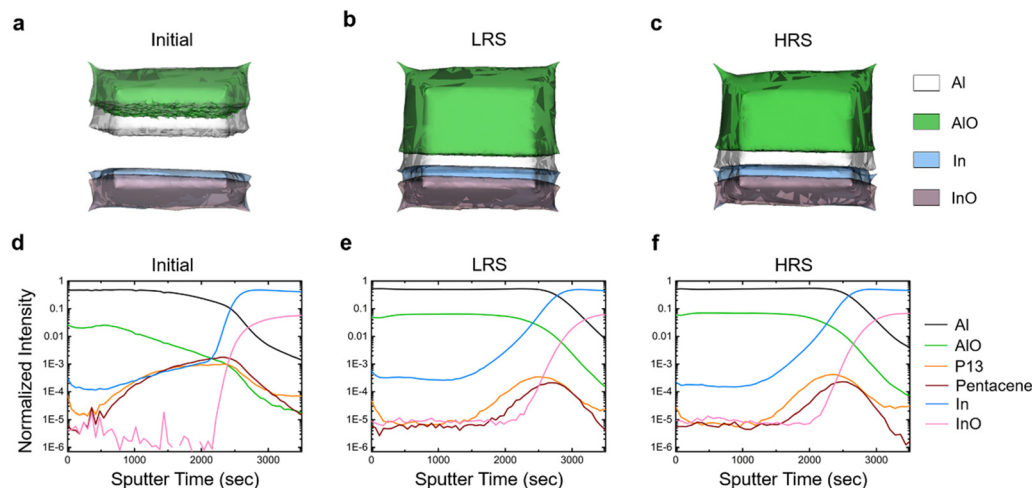 a
Initial
b
LRS
c
HRS
Al
AlO
In
InO
d
Initial
e
LRS
f
HRS
Normalized Intensity
1
0.1
0.01
1E-3
1E-4
1E-5
1E-6
0 1000 2000 3000
Sputter Time (sec)
1
0.1
0.01
1E-3
1E-4
1E-5
1E-6
0 1000 2000 3000
Sputter Time (sec)
1
0.1
0.01
1E-3
1E-4
1E-5
1E-6
0 1000 2000 3000
Sputter Time (sec)
Al
AlO
P13
Pentacene
In
InO